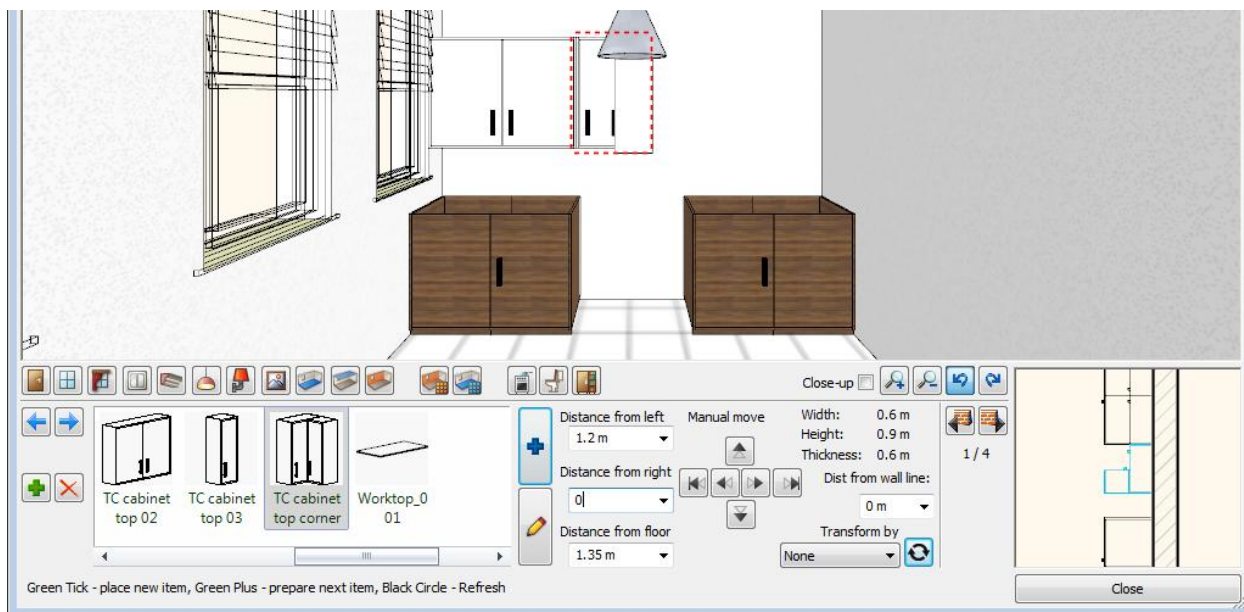 Close-up
TC cabinet top 02
TC cabinet top 03
TC cabinet top corner
Worktop_0 01
Distance from left
1.2 m
Distance from right
0
Distance from floor
1.35 m
Manual move
Width: 0.6 m
Height: 0.9 m
Thickness: 0.6 m
Dist from wall line:
0 m
Transform by
None
1 / 4
Green Tick - place new item, Green Plus - prepare next item, Black Circle - Refresh
Close